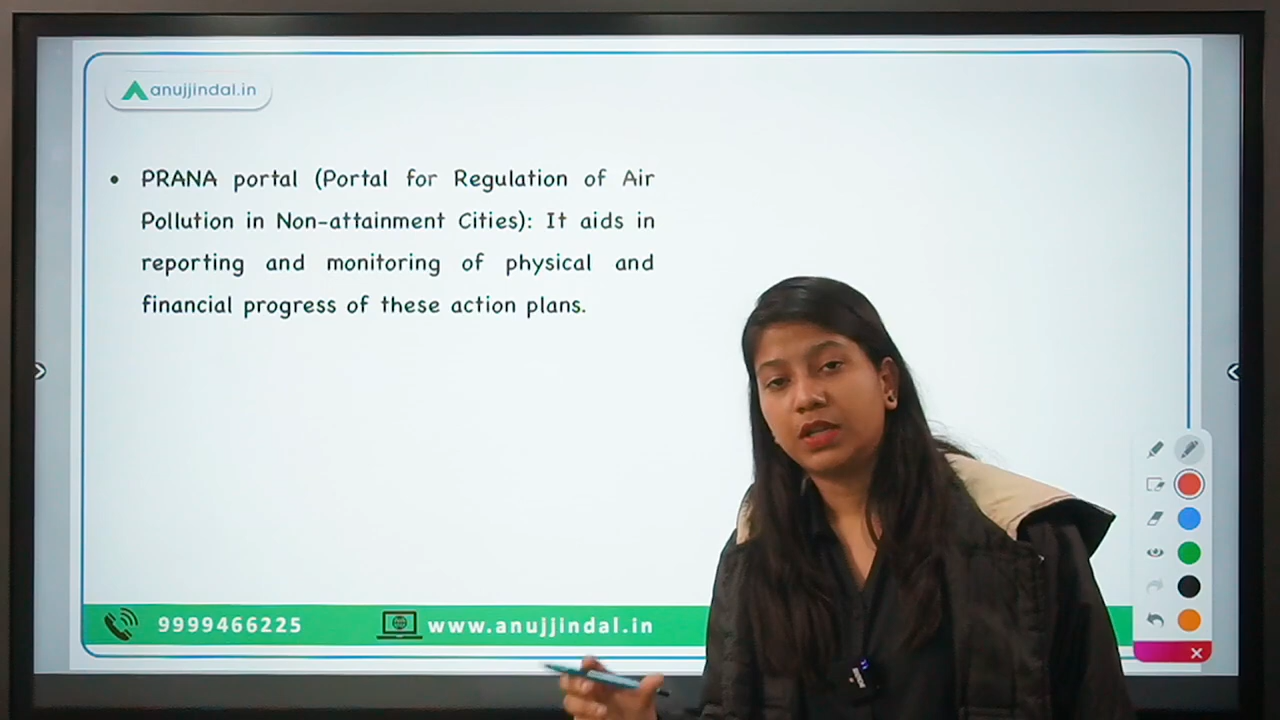 anujjindal.in
• PRANA portal (Portal for Regulation of Air
Pollution in Non-attainment Cities): It aids in
reporting and monitoring of physical and
financial progress of these action plans.
9999466225
www.anujjindal.in